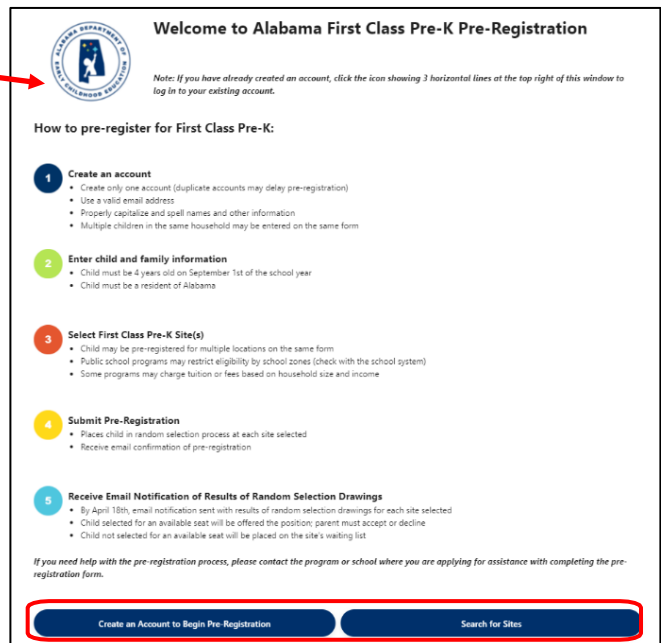 ALABAMA DEPARTMENT OF
EARLY CHILDHOOD EDUCATION
Welcome to Alabama First Class Pre-K Pre-Registration
Note: If you have already created an account, click the icon showing 3 horizontal lines at the top right of this window to
log in to your existing account.
How to pre-register for First Class Pre-K:
1
Create an account
• Create only one account (duplicate accounts may delay pre-registration)
• Use a valid email address
• Properly capitalize and spell names and other information
• Multiple children in the same household may be entered on the same form
2
Enter child and family information
• Child must be 4 years old on September 1st of the school year
• Child must be a resident of Alabama
3
Select First Class Pre-K Site(s)
• Child may be pre-registered for multiple locations on the same form
• Public school programs may restrict eligibility by school zones (check with the school system)
• Some programs may charge tuition or fees based on household size and income
4
Submit Pre-Registration
• Places child in random selection process at each site selected
• Receive email confirmation of pre-registration
5
Receive Email Notification of Results of Random Selection Drawings
• By April 18th, email notification sent with results of random selection drawings for each site selected
• Child selected for an available seat will be offered the position; parent must accept or decline
• Child not selected for an available seat will be placed on the site's waiting list
If you need help with the pre-registration process, please contact the program or school where you are applying for assistance with completing the pre-
registration form.
Create an Account to Begin Pre-Registration
Search for Sites